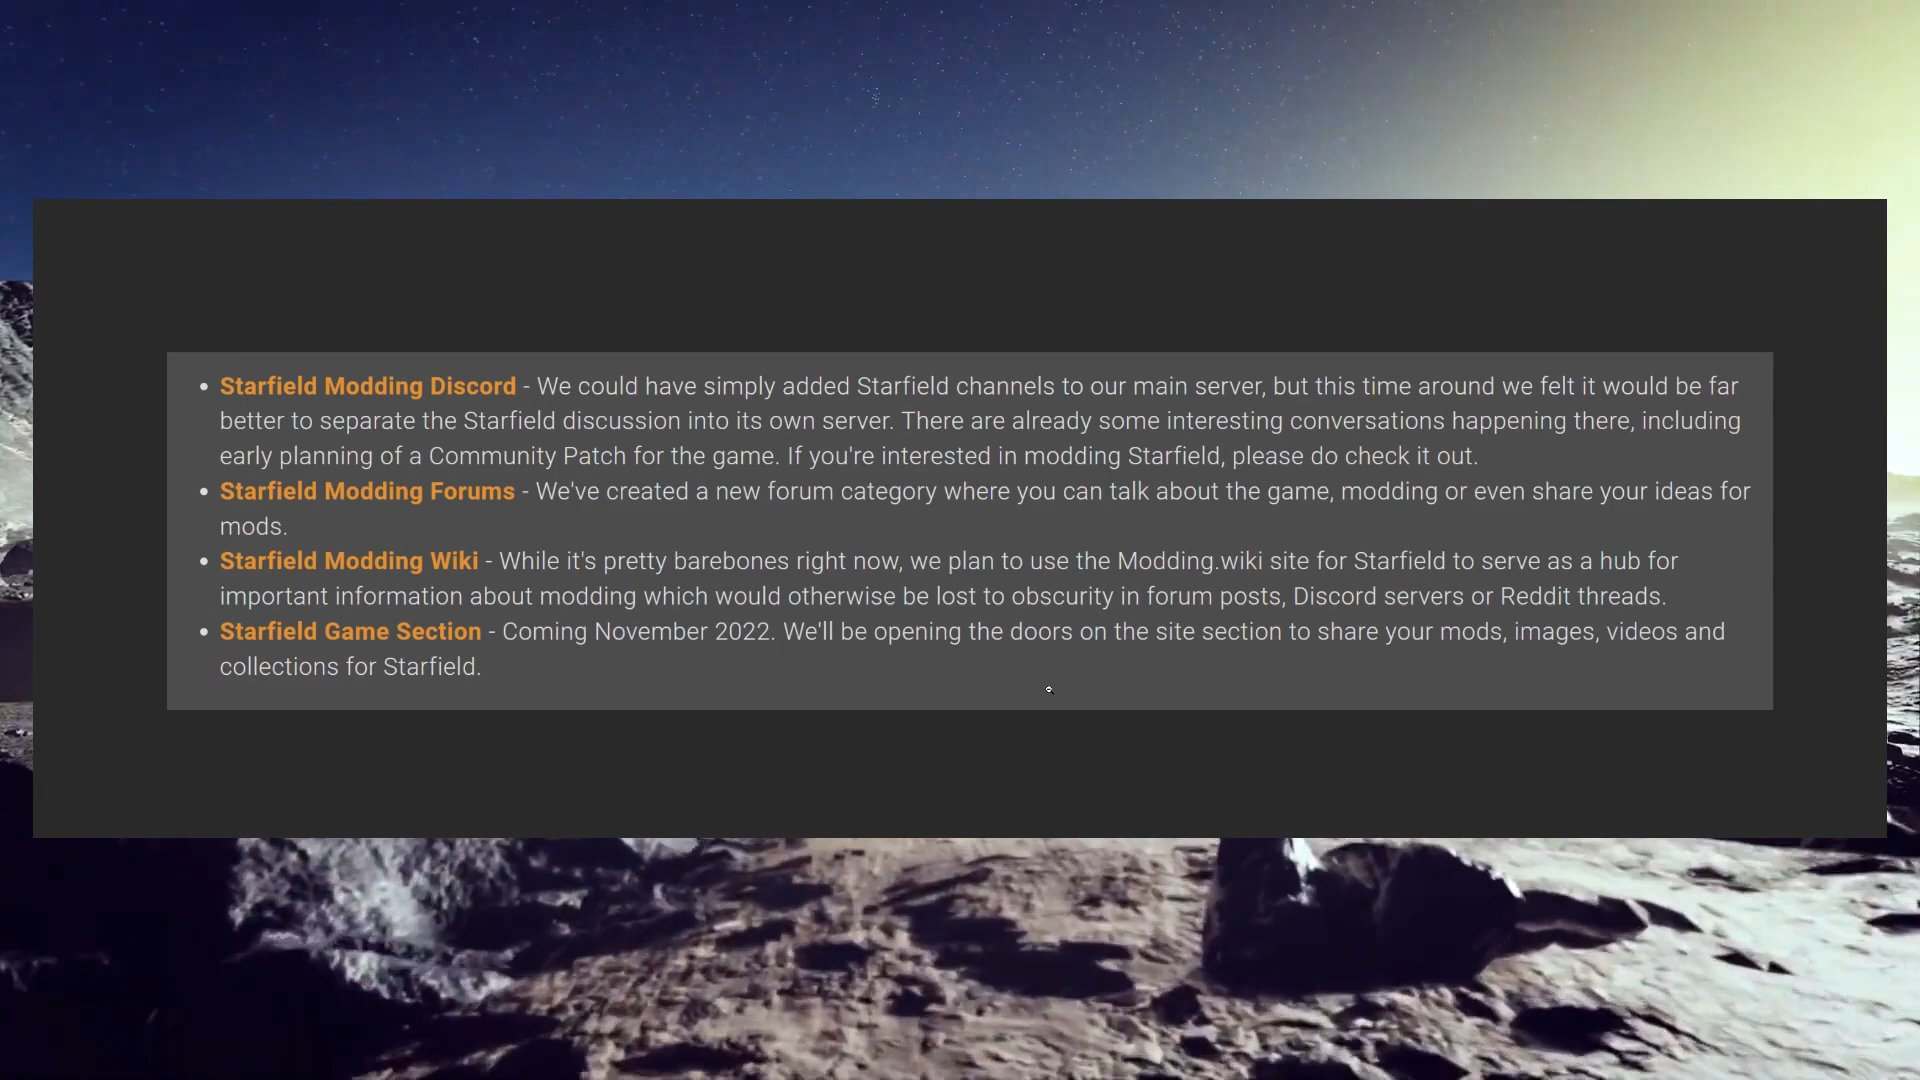 Starfield Modding Discord - We could have simply added Starfield channels to our main server, but this time around we felt it would be far
better to separate the Starfield discussion into its own server. There are already some interesting conversations happening there, including
early planning of a Community Patch for the game. If you're interested in modding Starfield, please do check it out.
Starfield Modding Forums - We've created a new forum category where you can talk about the game, modding or even share your ideas for
mods.
Starfield Modding Wiki - While it's pretty barebones right now, we plan to use the Modding.wiki site for Starfield to serve as a hub for
important information about modding which would otherwise be lost to obscurity in forum posts, Discord servers or Reddit threads.
Starfield Game Section - Coming November 2022. We'll be opening the doors on the site section to share your mods, images, videos and
collections for Starfield.